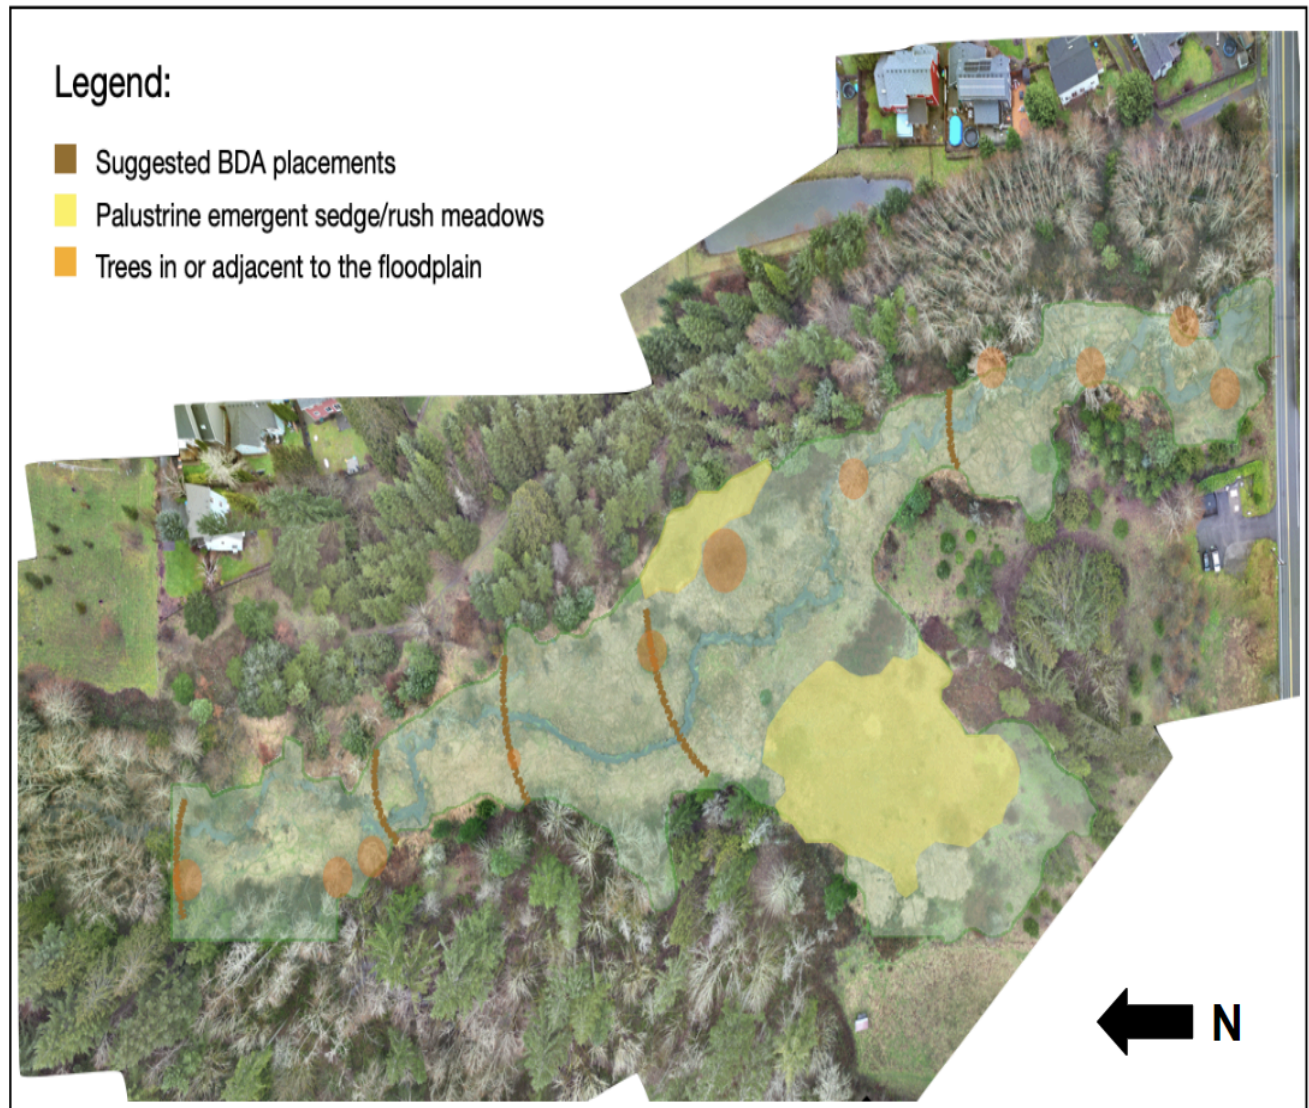 Legend:
Suggested BDA placements
Palustrine emergent sedge/rush meadows
Trees in or adjacent to the floodplain
N